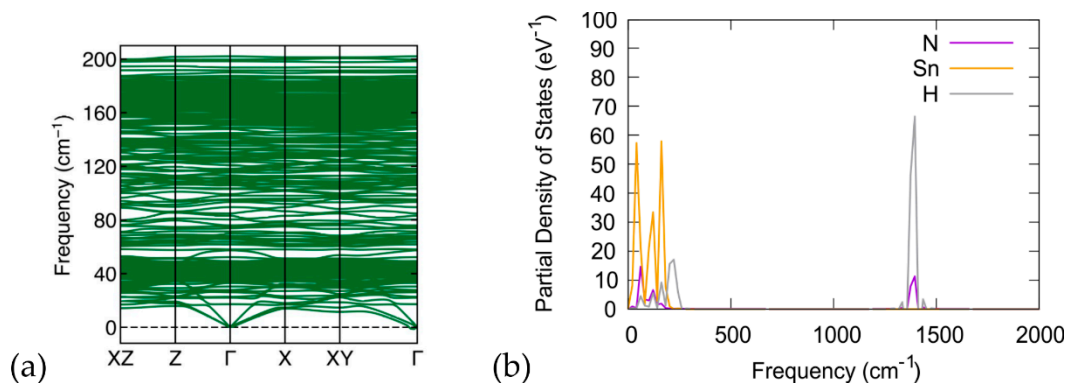 (a)
Frequency (cm⁻¹)
200
160
120
80
40
0
XZ Z Γ X XY Γ
(b)
Partial Density of States (eV⁻¹)
100
90
80
70
60
50
40
30
20
10
0
N
Sn
H
0 500 1000 1500 2000
Frequency (cm⁻¹)